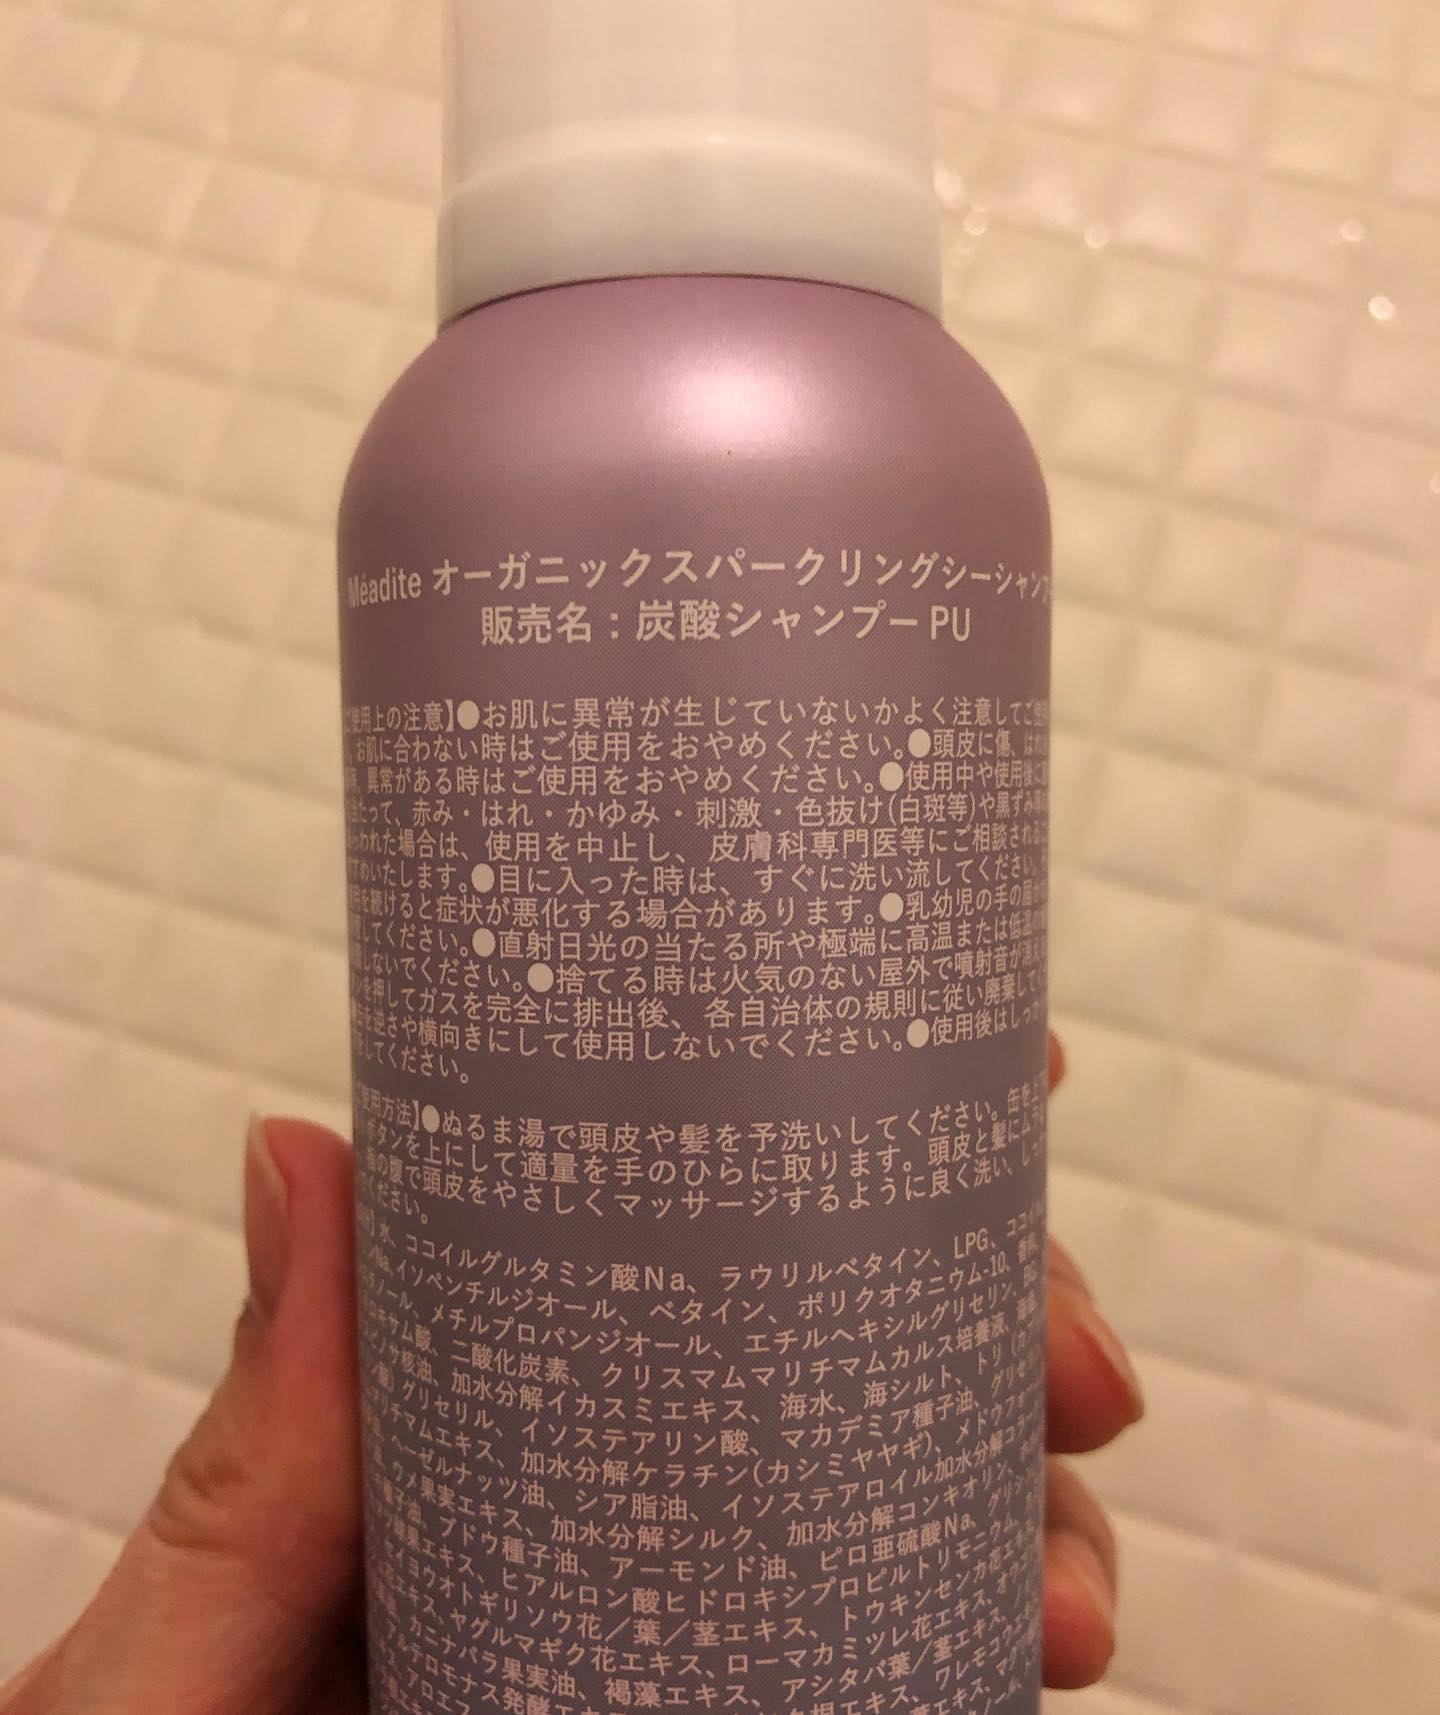 Méadite オーガニックスパークリングシーシャンプー
販売名：炭酸シャンプーPU
ご使用上の注意】●お肌に異常が生じていないかよく注意してご使用
、お肌に合わない時はご使用をおやめください。●頭皮に傷、はれ
異常がある時はご使用をおやめください。●使用中や使用後に
当たって、赤み・はれ・かゆみ・刺激・色抜け(白斑等)や黒ずみ
あらわれた場合は、使用を中止し、皮膚科専門医等にご相談される
すすめいたします。●目に入った時は、すぐに洗い流してください。
を続けると症状が悪化する場合があります。●乳幼児の手の届
してください。●直射日光の当たる所や極端に高温または低温の
しないでください。●捨てる時は火気のない屋外で噴射音が消え
ンを押してガスを完全に排出後、各自治体の規則に従い廃棄して
を逆さや横向きにして使用しないでください。●使用後はしっか
をしてください。
ご使用方法】●ぬるま湯で頭皮や髪を予洗いしてください。缶を上下
ボタンを上にして適量を手のひらに取ります。頭皮と髪にムラ
指の腹で頭皮をやさしくマッサージするように良く洗い、しっ
ください。
水、ココイルグルタミン酸Na、ラウリルベタイン、LPG、ココイ
Na、イソペンチルジオール、ベタイン、ポリクオタニウム-10、香料
タノール、メチルプロパンジオール、エチルヘキシルグリセリン、BG
チサム酸、二酸化炭素、クリスマムマリチマムカルス培養液、海塩
ピノサ核油、加水分解イカスミエキス、海水、海シルト、トリ(カプ
酸)グリセリル、イソステアリン酸、マカデミア種子油、グリセリン
マリチマムエキス、加水分解ケラチン(カシミヤヤギ)、メドウフォーム
ヘーゼルナッツ油、シア脂油、イソステアロイル加水分解コラーゲン
ウメ果実エキス、加水分解シルク、加水分解コンキオリン
種子油、ブドウ種子油、アーモンド油、ピロ亜硫酸Na、グリシン
果エキス、ヒアルロン酸ヒドロキシプロピルトリモニウム
セイヨウオトギリソウ花／葉／茎エキス、トウキンセンカ花エキス
エキス、ヤグルマギク花エキス、ローマカミツレ花エキス、オウゴン
カニナバラ果実油、褐藻エキス、アシタバ葉／茎エキス
アルテロモナス発酵エキス、根エキス、ワレモコウエキス
アロエフ